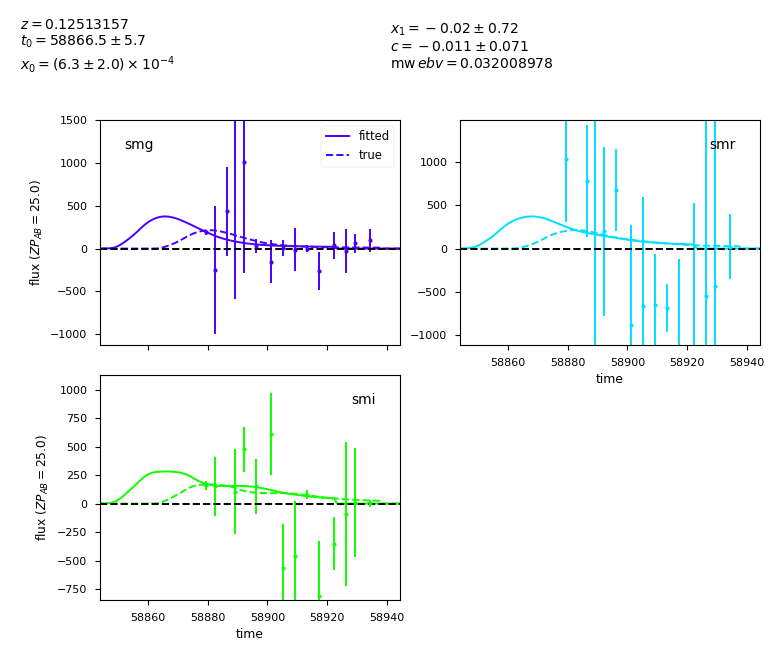 z = 0.12513157
t₀ = 58866.5 ± 5.7
x₀ = (6.3 ± 2.0) × 10⁻⁴
x₁ = −0.02 ± 0.72
c = −0.011 ± 0.071
mw ebv = 0.032008978
smg
fitted
true
1500
1000
500
0
−500
−1000
flux (ZP_AB = 25.0)
smr
1000
500
0
−500
−1000
58860 58880 58900 58920 58940
time
smi
1000
750
500
250
0
−250
−500
−750
flux (ZP_AB = 25.0)
58860 58880 58900 58920 58940
time